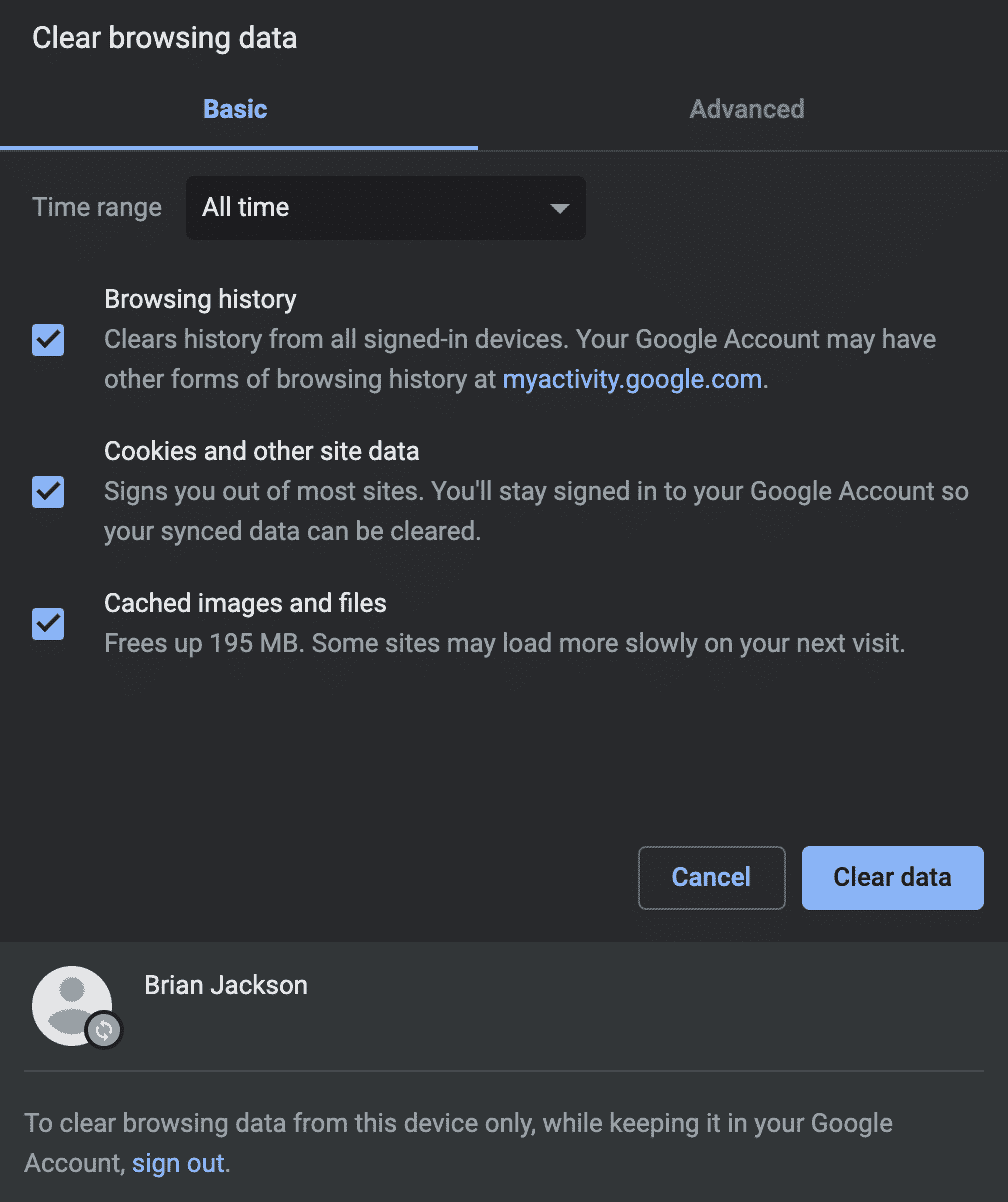 Clear browsing data
Basic
Advanced
Time range
All time
Browsing history
Clears history from all signed-in devices. Your Google Account may have
other forms of browsing history at myactivity.google.com.
Cookies and other site data
Signs you out of most sites. You'll stay signed in to your Google Account so
your synced data can be cleared.
Cached images and files
Frees up 195 MB. Some sites may load more slowly on your next visit.
Cancel
Clear data
Brian Jackson
To clear browsing data from this device only, while keeping it in your Google
Account, sign out.